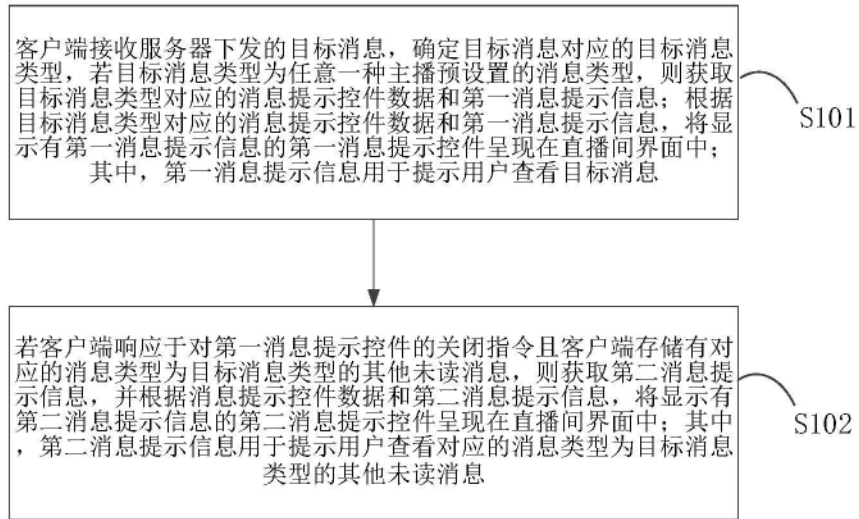 客户端接收服务器下发的目标消息，确定目标消息对应的目标消息
类型，若目标消息类型为任意一种主播预设置的消息类型，则获取
目标消息类型对应的消息提示控件数据和第一消息提示信息；根据
目标消息类型对应的消息提示控件数据和第一消息提示信息，将显
示有第一消息提示信息的第一消息提示控件呈现在直播间界面中；
其中，第一消息提示信息用于提示用户查看目标消息
S101
若客户端响应于对第一消息提示控件的关闭指令且客户端存储有对
应的消息类型为目标消息类型的其他未读消息，则获取第二消息提
示信息，并根据消息提示控件数据和第二消息提示信息，将显示有
第二消息提示信息的第二消息提示控件呈现在直播间界面中；其中
，第二消息提示信息用于提示用户查看对应的消息类型为目标消息
类型的其他未读消息
S102